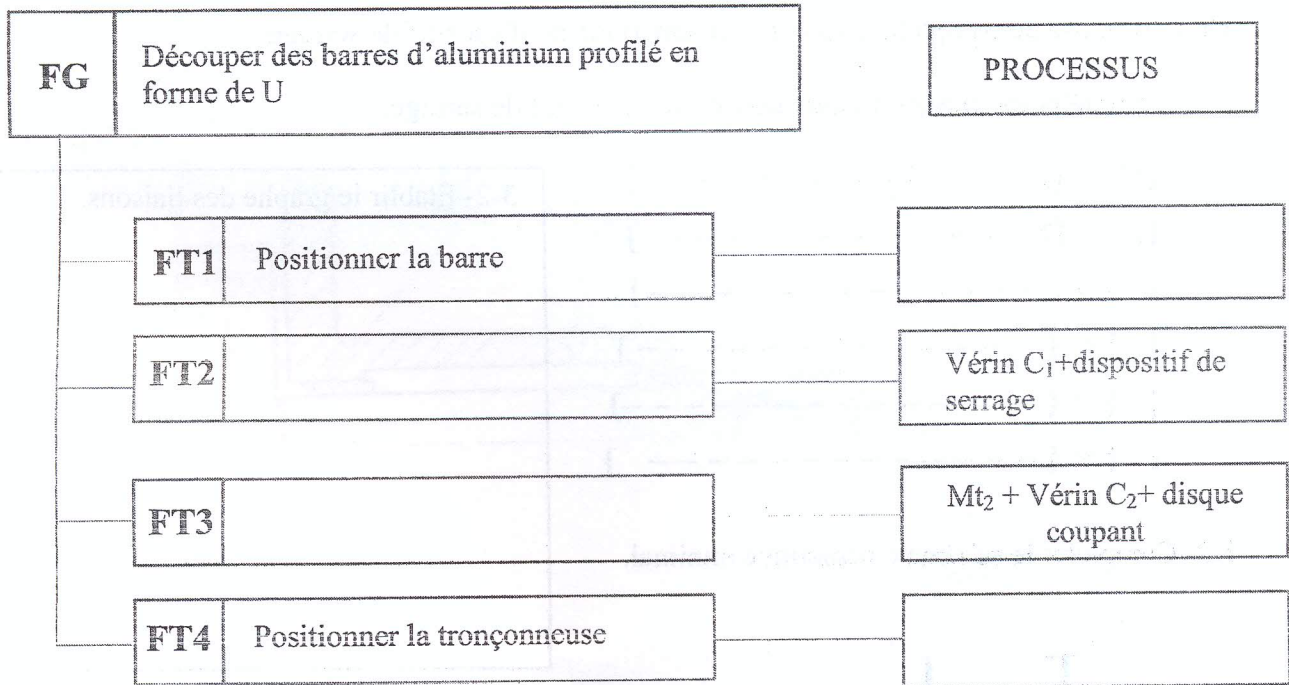 FG
Découper des barres d'aluminium profilé en
forme de U
PROCESSUS
FT1
Positionner la barre
FT2
Vérin C₁+dispositif de
serrage
FT3
Mt₂ + Vérin C₂+ disque
coupant
FT4
Positionner la tronçonneuse